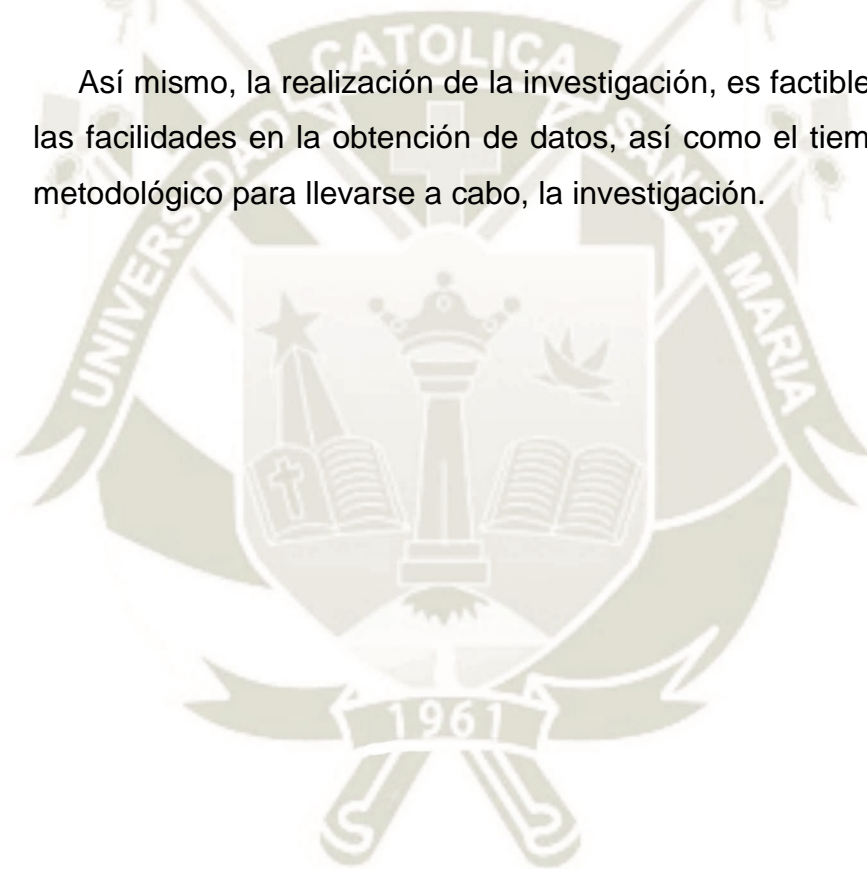 CATOLICA
Así mismo, la realización de la investigación, es factible
las facilidades en la obtención de datos, así como el tiem
metodológico para llevarse a cabo, la investigación.
UNIVERSIDAD
SANTA MARIA
1961